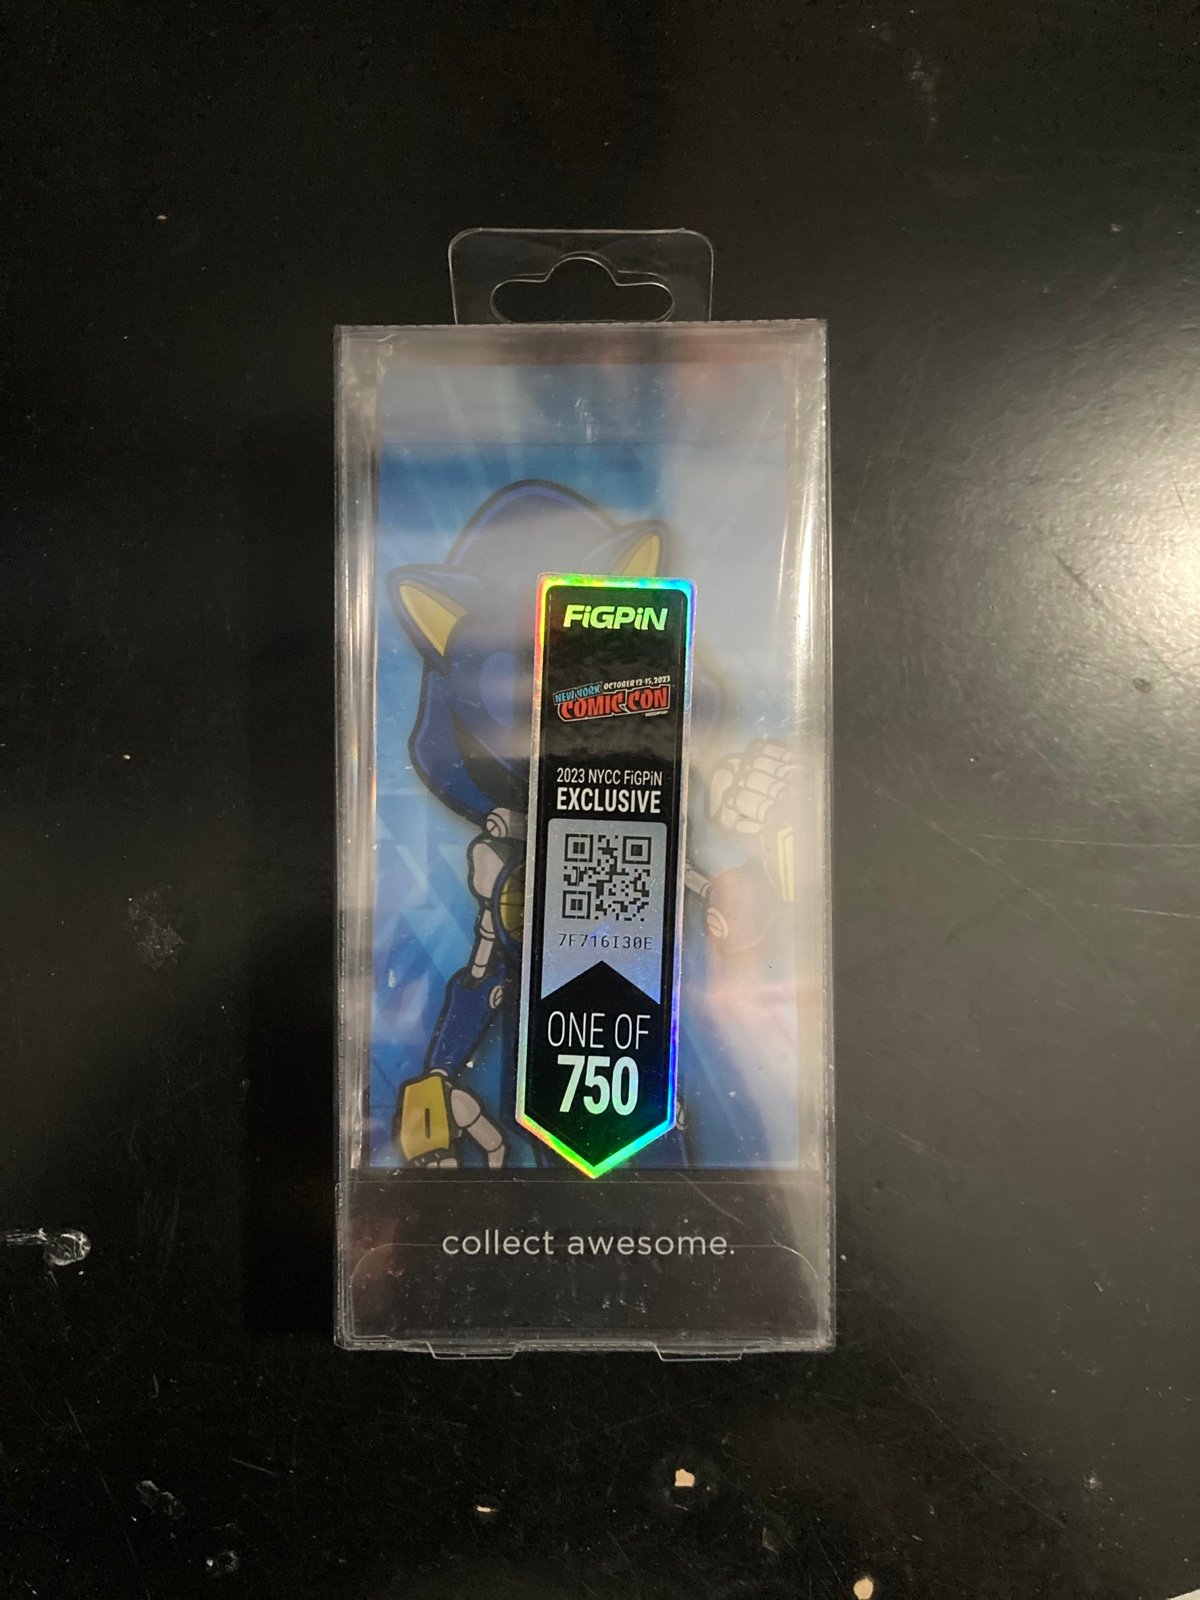 FiGPiN
NEW YORK OCTOBER 12-15, 2023
COMIC CON
2023 NYCC FiGPiN
EXCLUSIVE
7F716I30E
ONE OF
750
collect awesome.